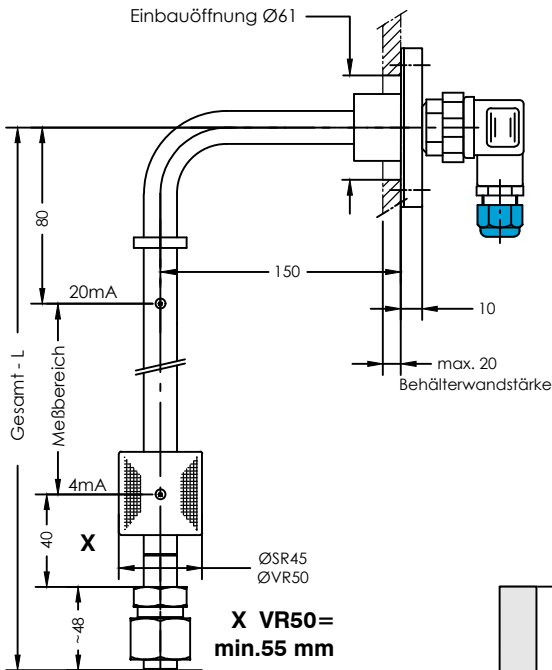 Einbauöffnung Ø61
80
150
20mA
10
max. 20
Behälterwandstärke
Gesamt - L
Meßbereich
4mA
40
X
ØSR45
ØVR50
~48
X VR50=
min.55 mm